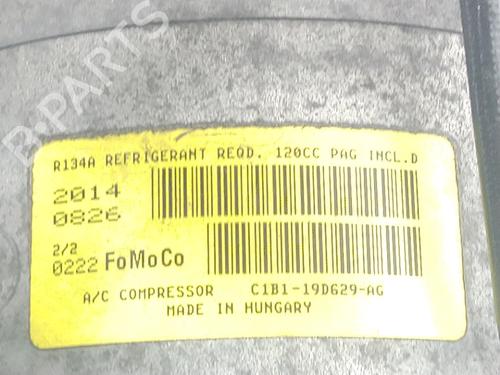 B-PARTS
R134A REFRIGERANT REQD. 120CC PAG INCL.D
2014
0826
2/2
0222 FoMoCo
A/C COMPRESSOR C1B1-19D629-AG
MADE IN HUNGARY